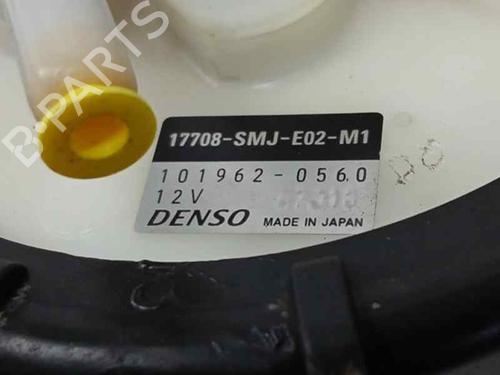 B-PARTS
17708-SMJ-E02-M1
101962-0560
12V
DENSO MADE IN JAPAN